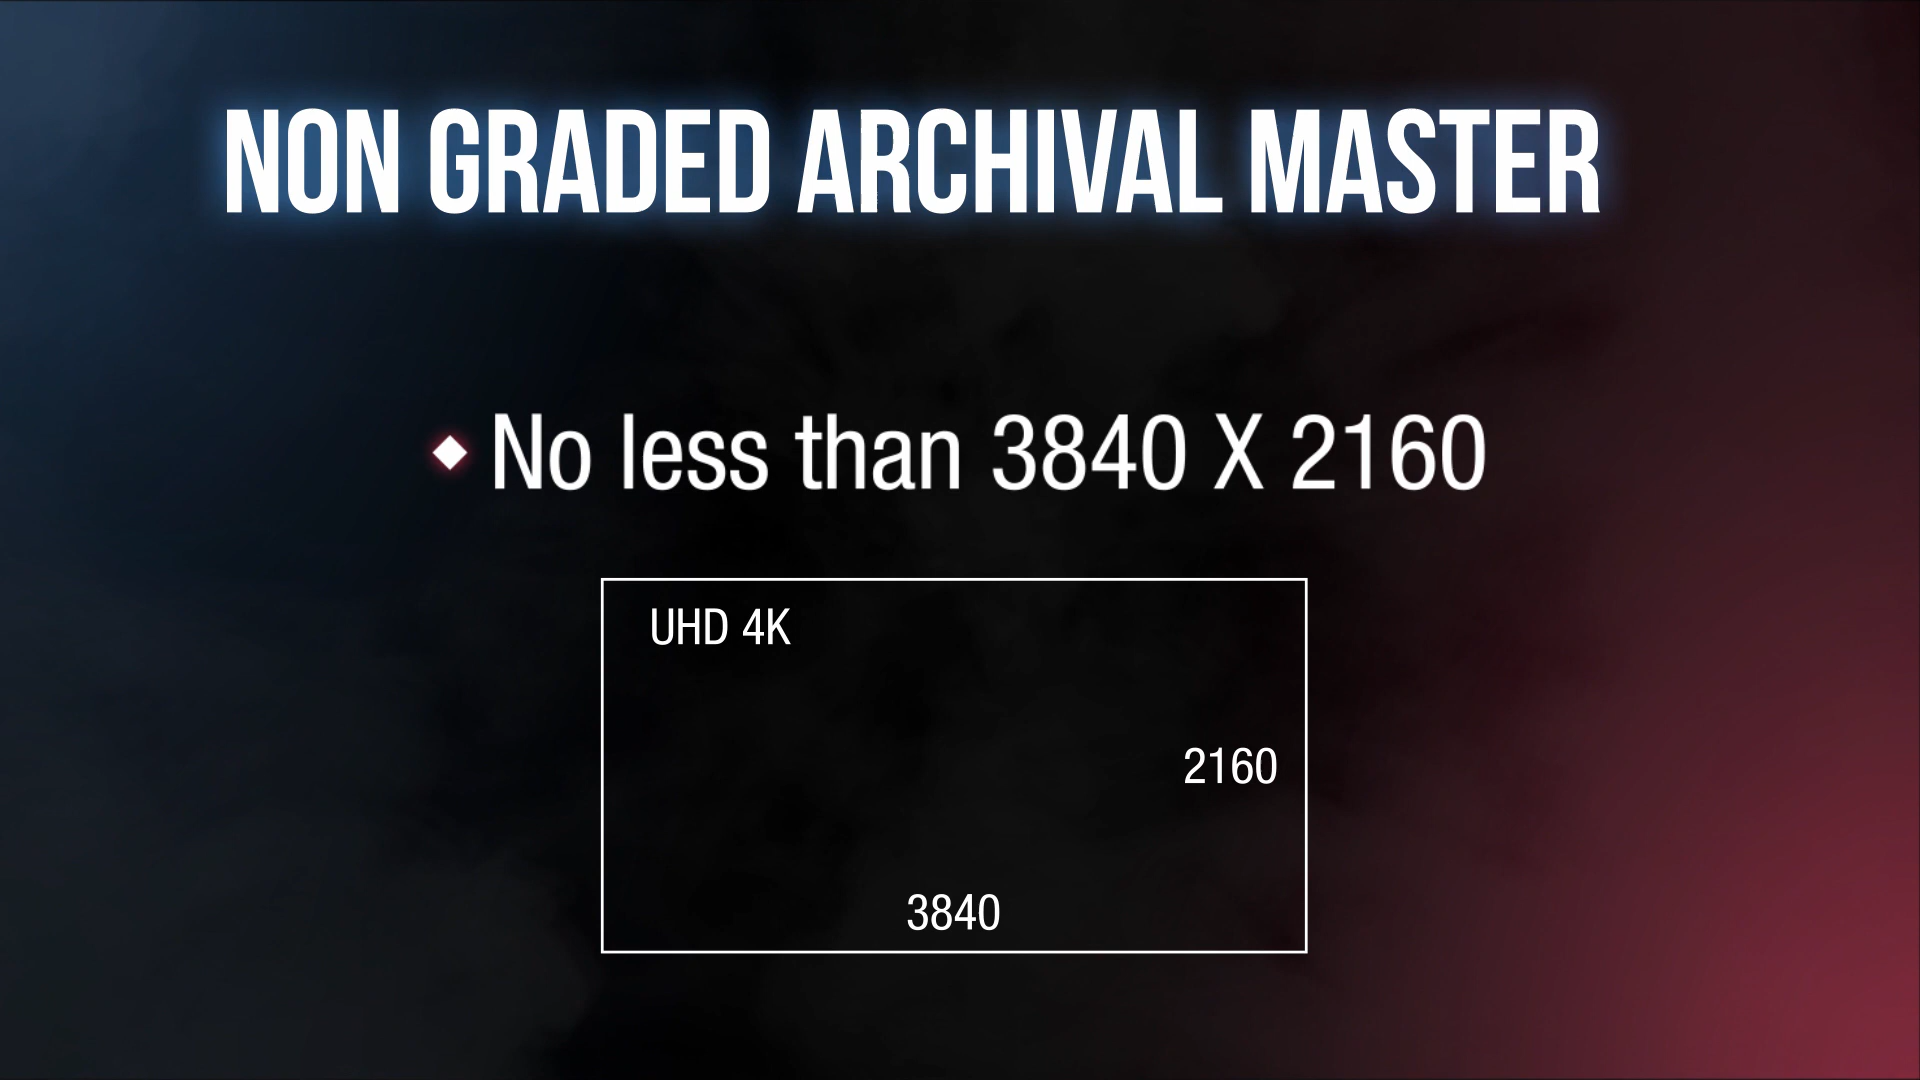 NON GRADED ARCHIVAL MASTER
No less than 3840 X 2160
UHD 4K
2160
3840